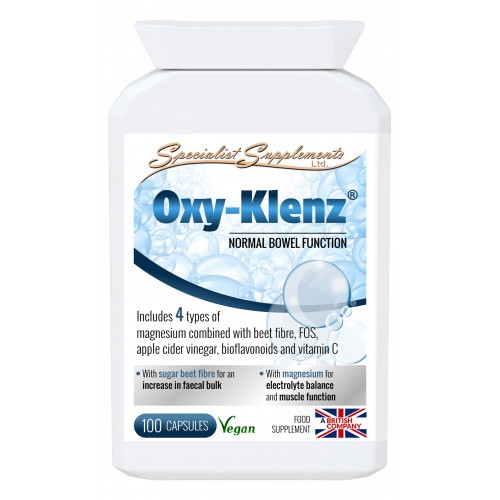 Specialist Supplements
Ltd.
Oxy-Klenz®
NORMAL BOWEL FUNCTION
Includes 4 types of
magnesium combined with beet fibre, FOS,
apple cider vinegar, bioflavonoids and vitamin C
• With sugar beet fibre for an
increase in faecal bulk
• With magnesium for
electrolyte balance
and muscle function
100 CAPSULES
Vegan
FOOD
SUPPLEMENT
A BRITISH
COMPANY